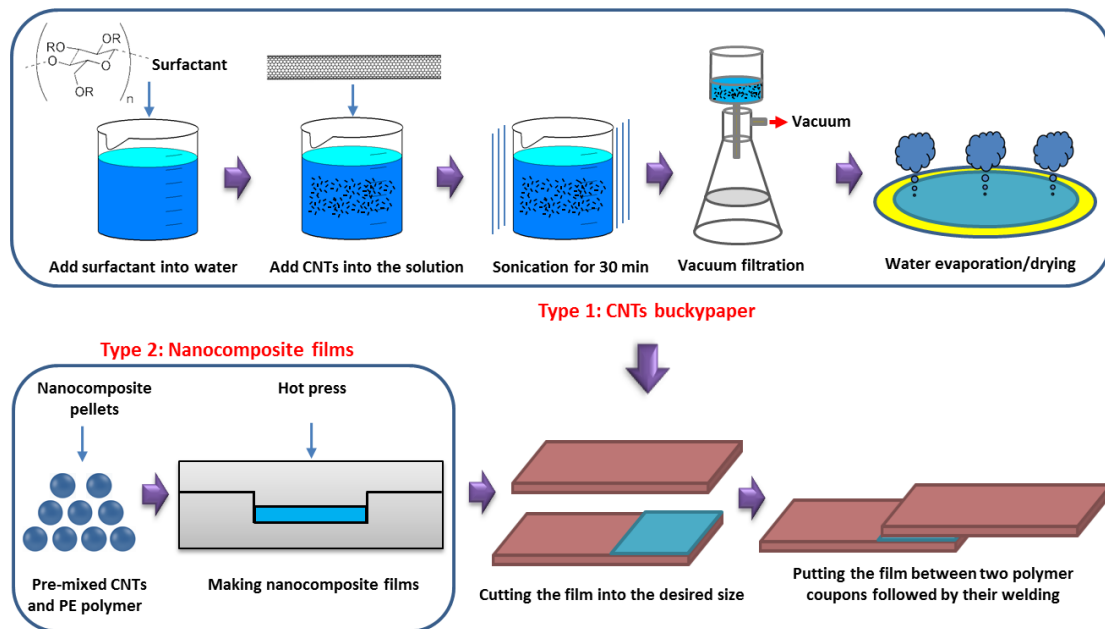 RO
OR
O
O
OR
n
Surfactant
Vacuum
Add surfactant into water
Add CNTs into the solution
Sonication for 30 min
Vacuum filtration
Water evaporation/drying
Type 1: CNTs buckypaper
Type 2: Nanocomposite films
Nanocomposite
pellets
Hot press
Pre-mixed CNTs
and PE polymer
Making nanocomposite films
Cutting the film into the desired size
Putting the film between two polymer
coupons followed by their welding